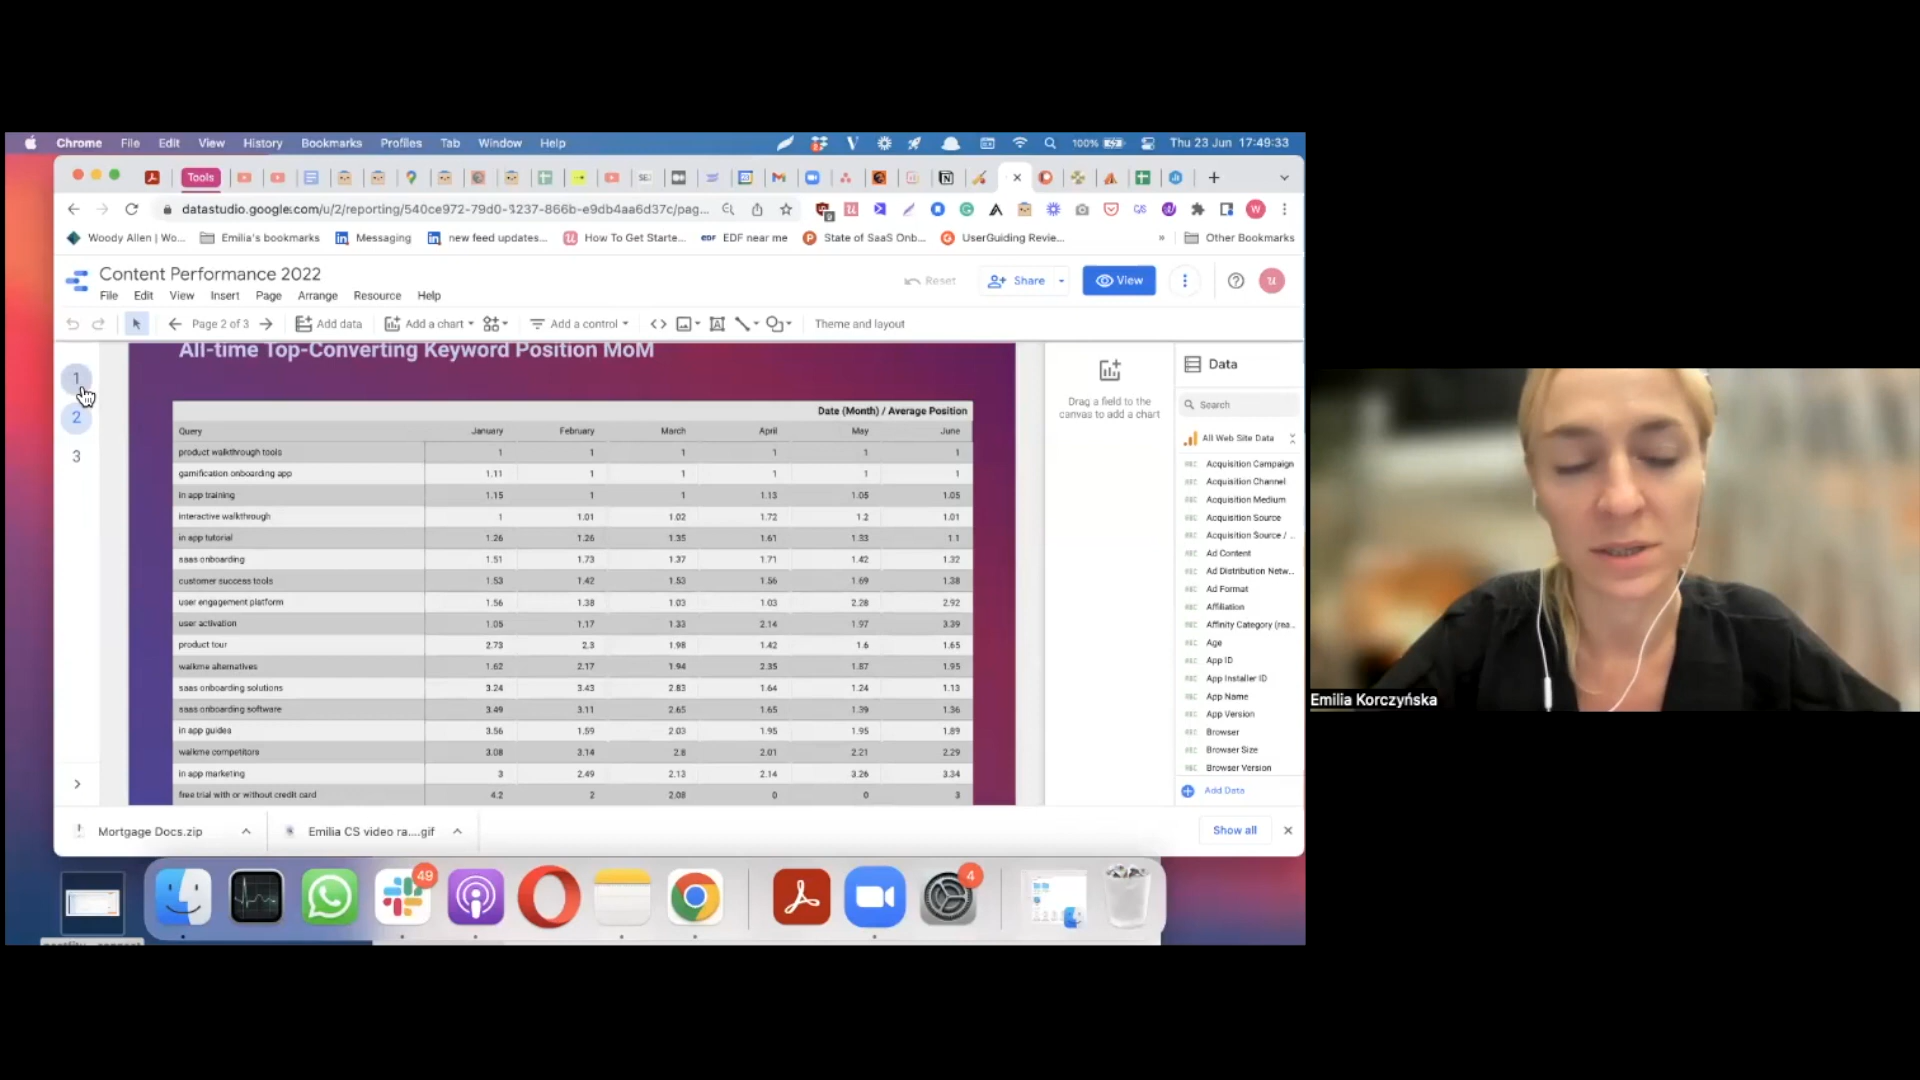 Chrome File Edit View History Bookmarks Profiles Tab Window Help 100% Thu 23 Jun 17:49:33
Tools
datastudio.google.com/u/2/reporting/540ce972-79d0-4237-866b-e9db4aa6d37c/pag...
Woody Allen | Wo... Emilia's bookmarks Messaging new feed updates... How To Get Starte... EDF near me State of SaaS Onb... UserGuiding Revie... » Other Bookmarks
Content Performance 2022
Reset Share View
File Edit View Insert Page Arrange Resource Help
Page 2 of 3 Add data Add a chart Add a control Theme and layout
1
2
3
All-time Top-Converting Keyword Position MoM
Date (Month) / Average Position
Query January February March April May June
product walkthrough tools 1 1 1 1 1 1
gamification onboarding app 1.11 1 1 1 1 1
in app training 1.15 1 1 1.13 1.05 1.05
interactive walkthrough 1 1.01 1.02 1.72 1.2 1.01
in app tutorial 1.26 1.26 1.35 1.61 1.33 1.1
saas onboarding 1.51 1.73 1.37 1.71 1.42 1.32
customer success tools 1.53 1.42 1.53 1.56 1.69 1.38
user engagement platform 1.56 1.38 1.03 1.03 2.28 2.92
user activation 1.05 1.17 1.33 2.14 1.97 3.39
product tour 2.73 2.3 1.98 1.42 1.6 1.65
walkme alternatives 1.62 2.17 1.94 2.35 1.87 1.95
saas onboarding solutions 3.24 3.43 2.83 1.64 1.24 1.13
saas onboarding software 3.49 3.11 2.65 1.65 1.39 1.36
in app guides 3.56 1.59 2.03 1.95 1.95 1.89
walkme competitors 3.08 3.14 2.6 2.01 2.21 2.29
in app marketing 3 2.49 2.13 2.14 3.26 3.34
free trial with or without credit card 4.2 2 2.08 0 0 3
Drag a field to the
canvas to add a chart
Data
Search
All Web Site Data
Acquisition Campaign
Acquisition Channel
Acquisition Medium
Acquisition Source
Acquisition Source / ...
Ad Content
Ad Distribution Netw...
Ad Format
Affiliation
Affinity Category (rea...
Age
App ID
App Installer ID
App Name
App Version
Browser
Browser Size
Browser Version
Add Data
Mortgage Docs.zip Emilia CS video ra....gif Show all
49
4
Emilia Korczyńska